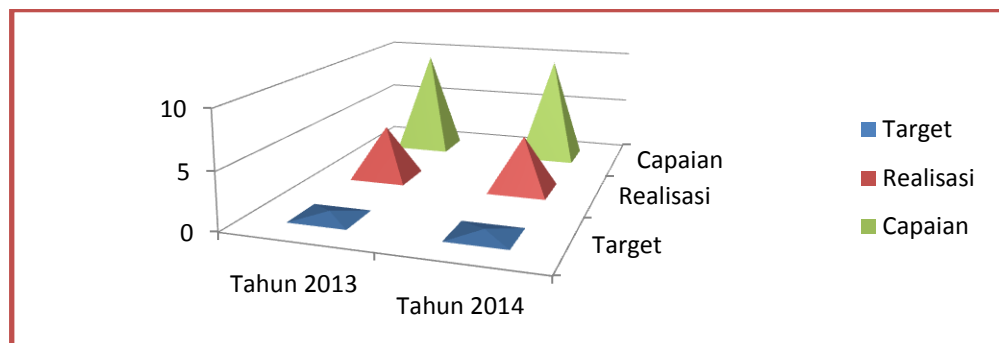 10
5
0
Tahun 2013
Tahun 2014
Target
Realisasi
Capaian
Target
Realisasi
Capaian